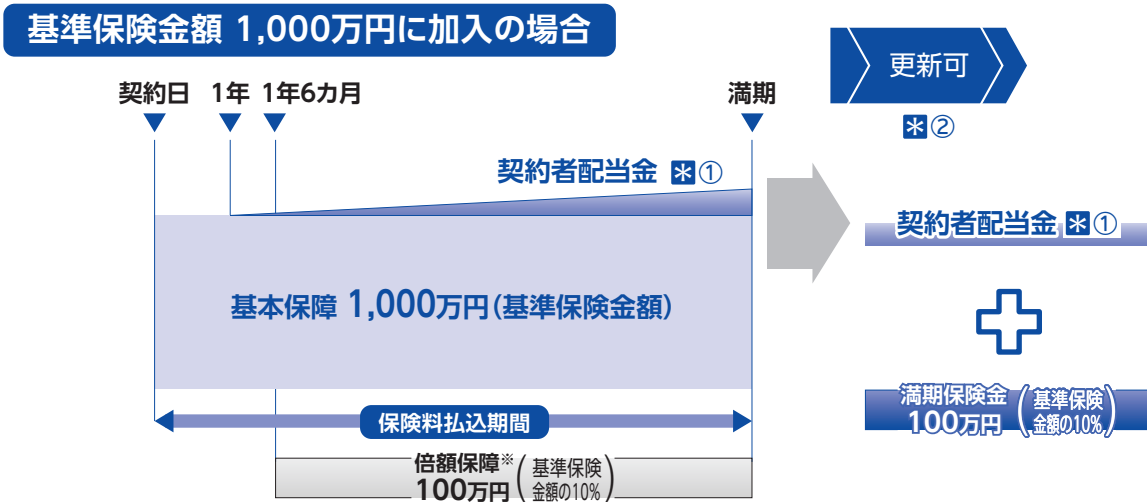 基準保険金額 1,000万円に加入の場合
更新可
*②
契約日 1年 1年6カ月 満期
契約者配当金 *①
基本保障 1,000万円(基準保険金額)
保険料払込期間
倍額保障※
100万円
(基準保険
金額の10%)
契約者配当金 *①
満期保険金
100万円
(基準保険
金額の10%)